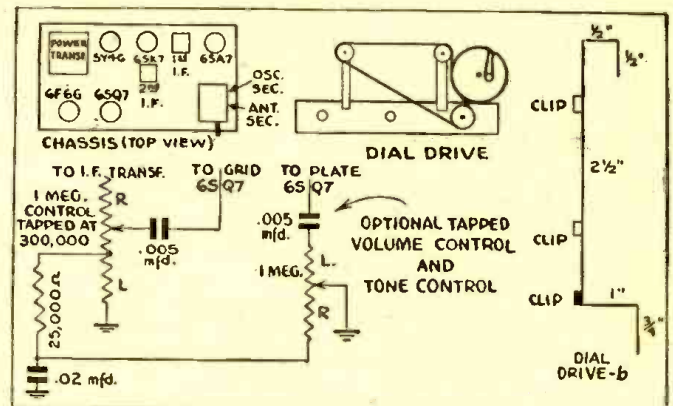 POWER
TRANSF.
5Y4G
6SK7
1st
I.F.
6SA7
2nd
I.F.
6F6G
6SQ7
OSC.
SEC.
ANT.
SEC.
CHASSIS (TOP VIEW)
DIAL DRIVE
TO I.F. TRANSF.
TO GRID
6SQ7
TO PLATE
6SQ7
1 MEG.
CONTROL
TAPPED AT
300,000
R
L
.005
mfd.
25,000Ω
.02 mfd.
.005
mfd.
1 MEG.
L.
R
OPTIONAL TAPPED
VOLUME CONTROL
AND
TONE CONTROL
1/2"
1/2"
CLIP
2 1/2"
CLIP
CLIP
1"
3/4"
DIAL
DRIVE-b